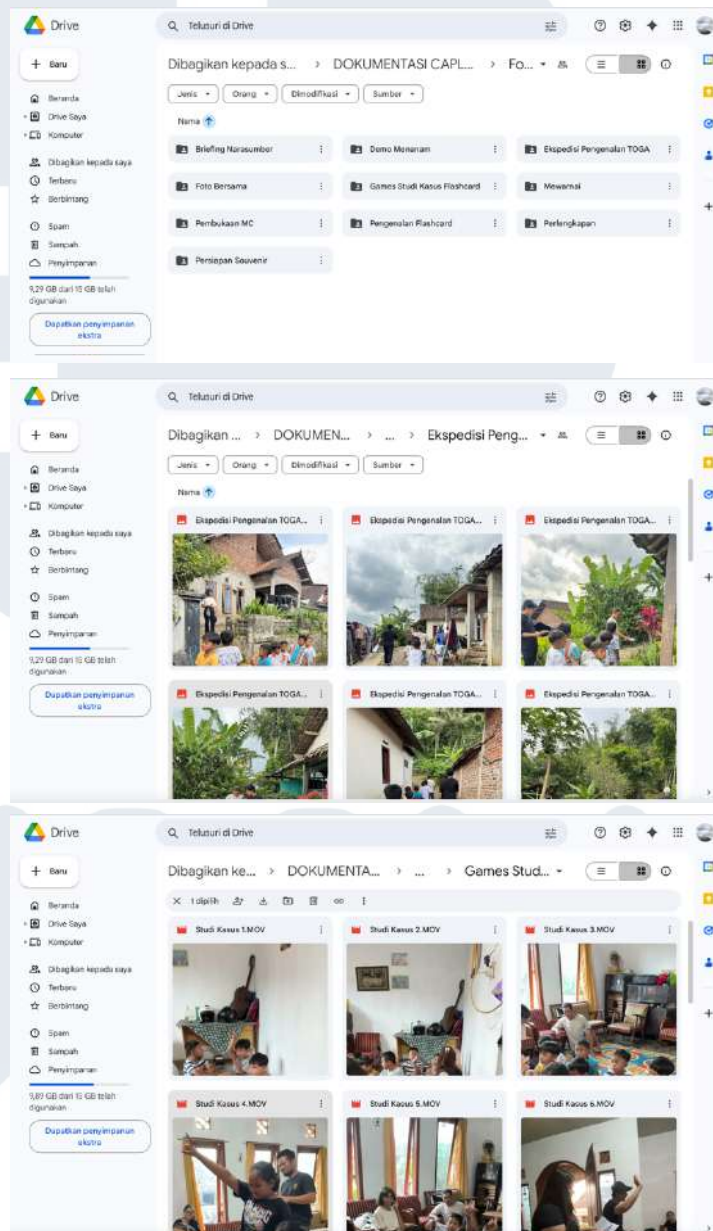 Drive
Telusuri di Drive
+ Baru
Dibagikan kepada s... > DOKUMENTASI CAPL... > Fo...
Jenis
Orang
Dimodifikasi
Sumber
Beranda
Drive Saya
Komputer
Nama
Briefing Narasumber
Demo Menanam
Ekspedisi Pengenalan TOGA
Dibagikan kepada saya
Terbaru
Berbintang
Foto Bersama
Games Studi Kasus Flashcard
Mewarnai
Spam
Sampah
Penyimpanan
Pembukaan MC
Pengenalan Flashcard
Perlengkapan
Persiapan Souvenir
9,29 GB dari 15 GB telah
digunakan
Dapatkan penyimpanan
ekstra
Drive
Telusuri di Drive
+ Baru
Dibagikan ... > DOKUMEN... > ... > Ekspedisi Peng...
Jenis
Orang
Dimodifikasi
Sumber
Beranda
Drive Saya
Komputer
Nama
Ekspedisi Pengenalan TOGA...
Ekspedisi Pengenalan TOGA...
Ekspedisi Pengenalan TOGA...
Dibagikan kepada saya
Terbaru
Berbintang
Spam
Sampah
Penyimpanan
9,29 GB dari 15 GB telah
digunakan
Dapatkan penyimpanan
ekstra
Ekspedisi Pengenalan TOGA...
Ekspedisi Pengenalan TOGA...
Ekspedisi Pengenalan TOGA...
Drive
Telusuri di Drive
+ Baru
Dibagikan ke... > DOKUMENTA... > ... > Games Stud...
1 dipilih
Beranda
Drive Saya
Komputer
Studi Kasus 1.MOV
Studi Kasus 2.MOV
Studi Kasus 3.MOV
Dibagikan kepada saya
Terbaru
Berbintang
Spam
Sampah
Penyimpanan
9,89 GB dari 15 GB telah
digunakan
Dapatkan penyimpanan
ekstra
Studi Kasus 4.MOV
Studi Kasus 5.MOV
Studi Kasus 6.MOV